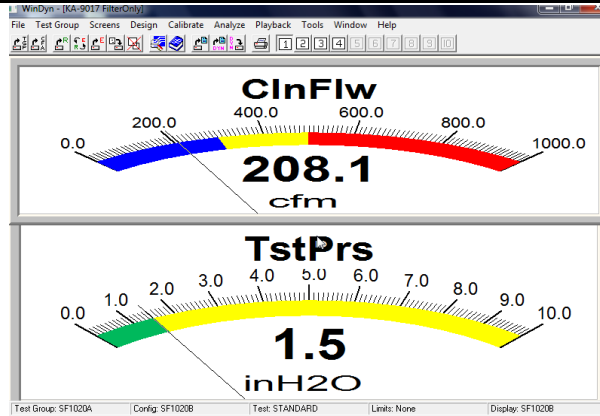 WinDyn - [KA-9017 FilterOnly]
File Test Group Screens Design Calibrate Analyze Playback Tools Window Help
1 2 3 4 5 6 7 8 9 10
ClnFlw
0.0 200.0 400.0 600.0 800.0 1000.0
208.1
cfm
TstPrs
0.0 1.0 2.0 3.0 4.0 5.0 6.0 7.0 8.0 9.0 10.0
1.5
inH2O
Test Group: SF1020A Config: SF1020B Test: STANDARD Limits: None Display: SF1020B